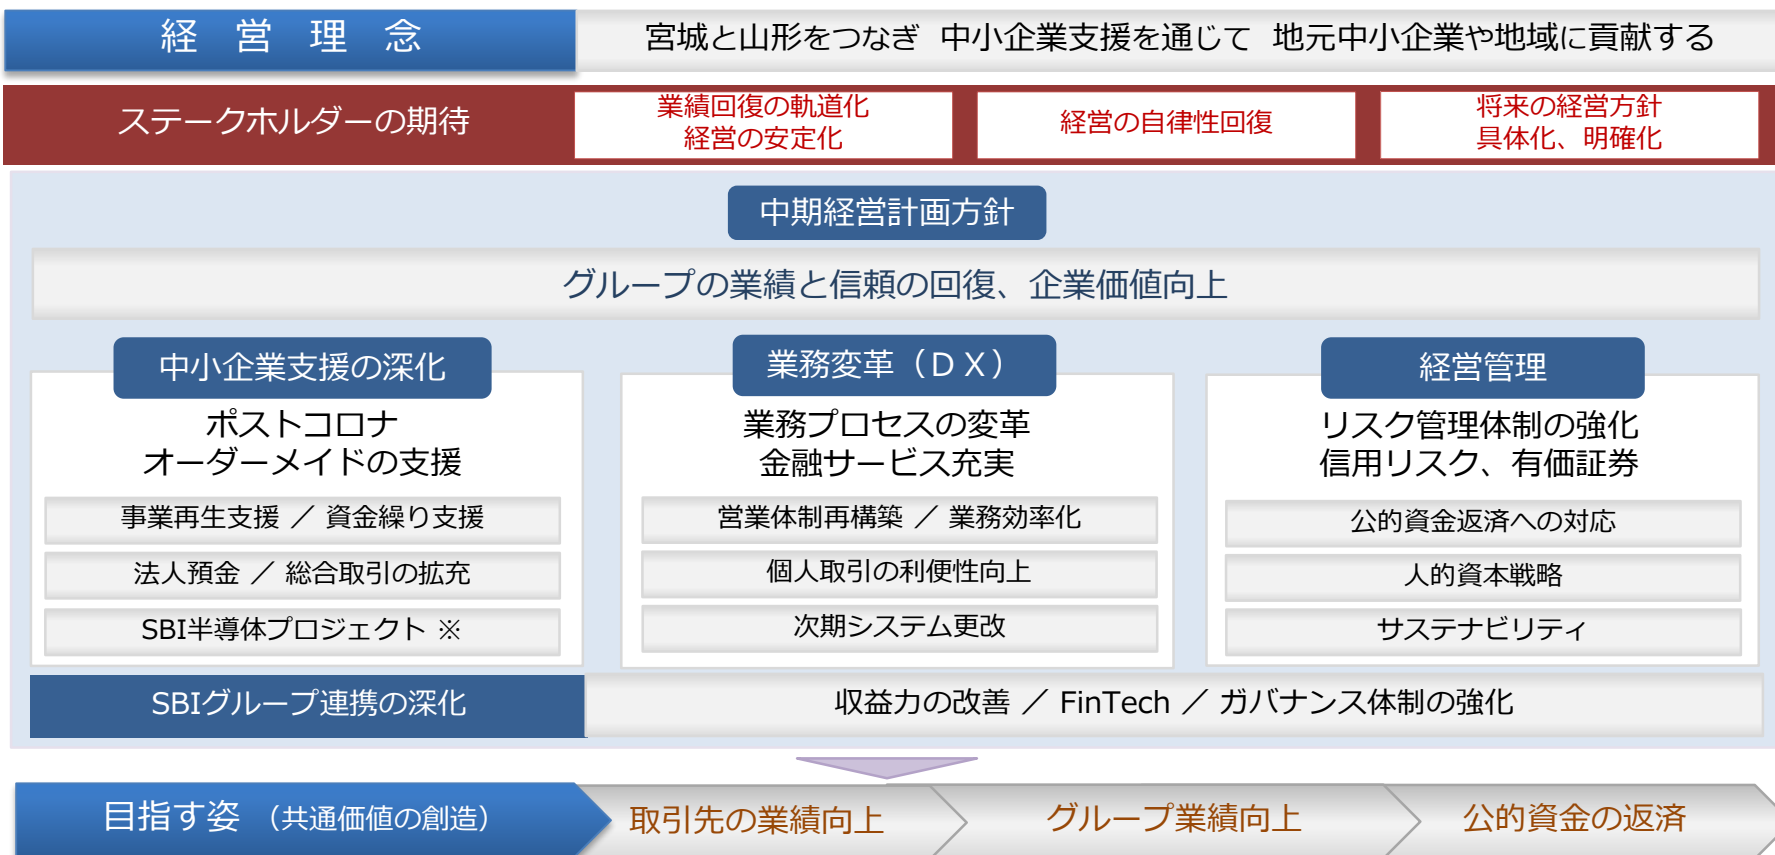 経 営 理 念
宮城と山形をつなぎ 中小企業支援を通じて 地元中小企業や地域に貢献する
ステークホルダーの期待
業績回復の軌道化
経営の安定化
経営の自律性回復
将来の経営方針
具体化、明確化
中期経営計画方針
グループの業績と信頼の回復、企業価値向上
中小企業支援の深化
ポストコロナ
オーダーメイドの支援
事業再生支援 ／ 資金繰り支援
法人預金 ／ 総合取引の拡充
SBI半導体プロジェクト ※
業務変革（ＤＸ）
業務プロセスの変革
金融サービス充実
営業体制再構築 ／ 業務効率化
個人取引の利便性向上
次期システム更改
経営管理
リスク管理体制の強化
信用リスク、有価証券
公的資金返済への対応
人的資本戦略
サステナビリティ
SBIグループ連携の深化
収益力の改善 ／ FinTech ／ ガバナンス体制の強化
目指す姿 （共通価値の創造）
取引先の業績向上
グループ業績向上
公的資金の返済